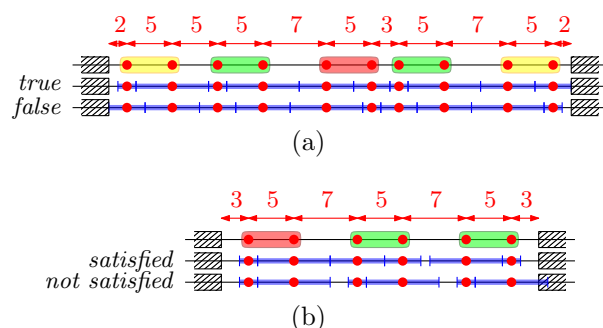 2 5 5 5 7 5 3 5 7 5 2
true
false
(a)
3 5 7 5 7 5 3
satisfied
not satisfied
(b)